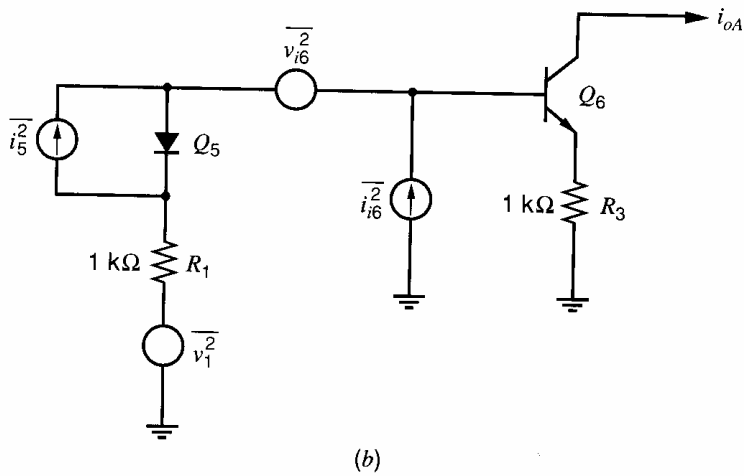 i_{oA}
\overline{v_{i6}^2}
Q_6
\overline{i_5^2}
Q_5
\overline{i_{i6}^2}
1 kΩ R_3
1 kΩ R_1
\overline{v_1^2}
(b)